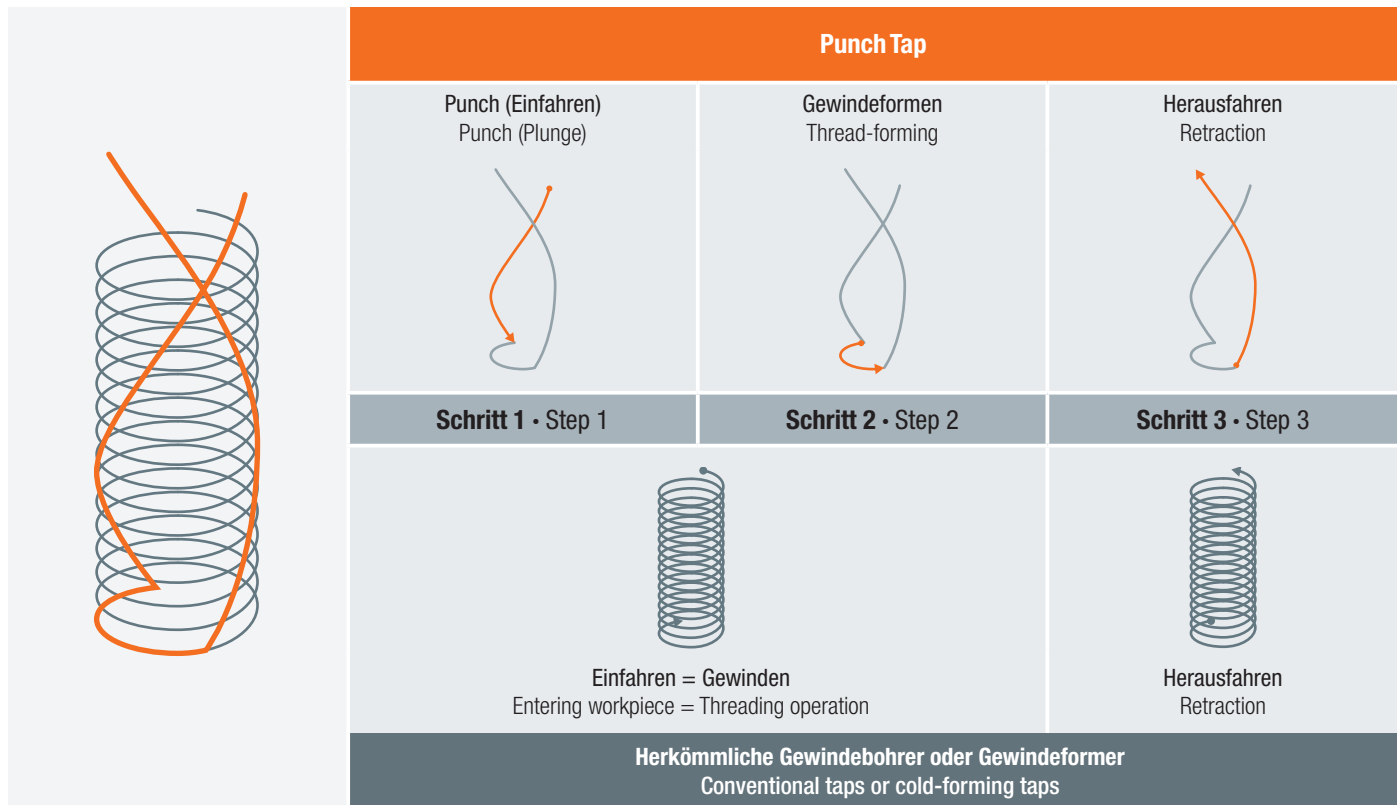 Punch Tap
Punch (Einfahren)
Punch (Plunge)
Gewindeformen
Thread-forming
Herausfahren
Retraction
Schritt 1 · Step 1
Schritt 2 · Step 2
Schritt 3 · Step 3
Einfahren = Gewinden
Entering workpiece = Threading operation
Herausfahren
Retraction
Herkömmliche Gewindebohrer oder Gewindeformer
Conventional taps or cold-forming taps